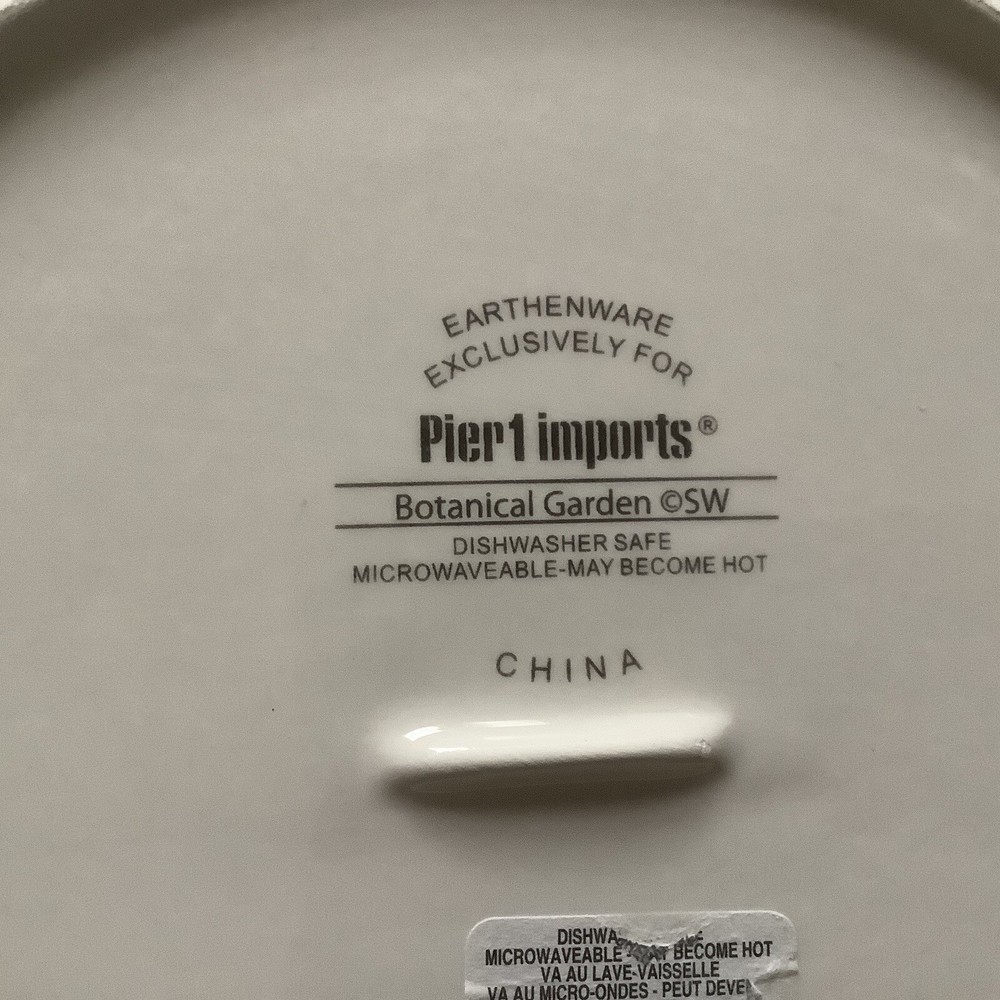 EARTHENWARE
EXCLUSIVELY FOR
Pier1 imports®
Botanical Garden ©SW
DISHWASHER SAFE
MICROWAVEABLE-MAY BECOME HOT
CHINA
MICROWAVEABLE - BECOME HOT
VA AU LAVE-VAISSELLE
VA AU MICRO-ONDES - PEUT